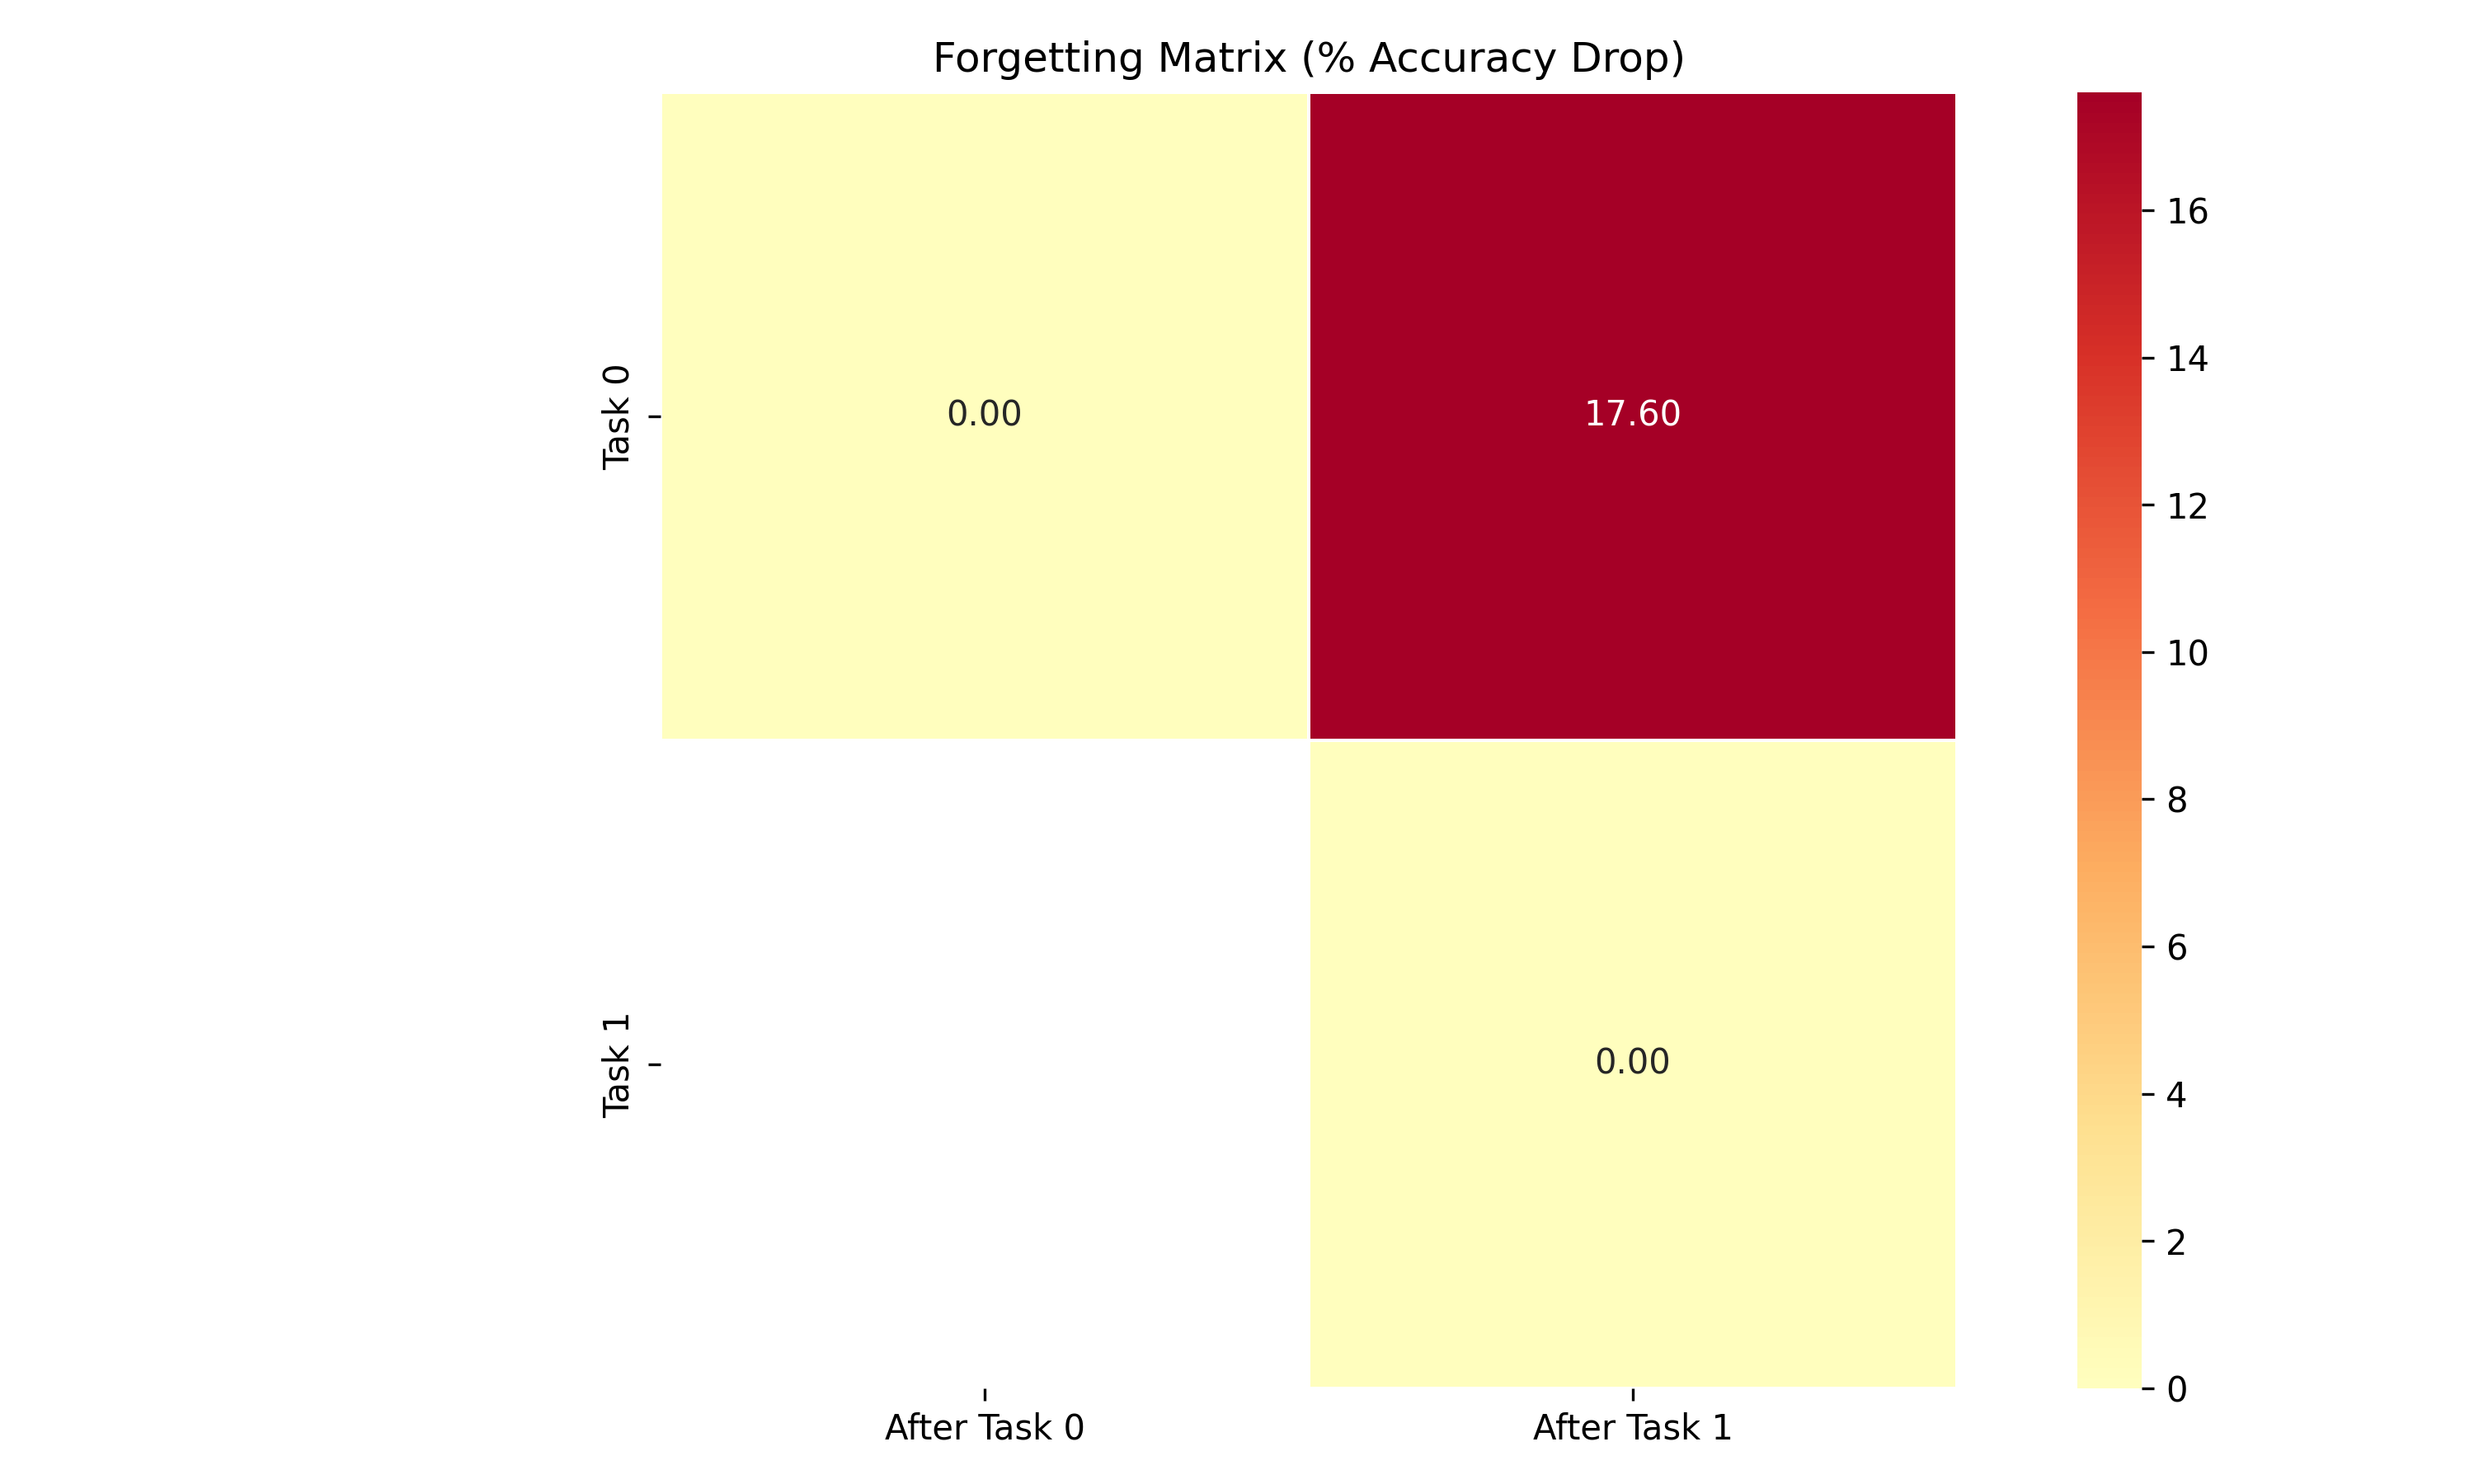 Forgetting Matrix (% Accuracy Drop)
Task 0
0.00
17.60
Task 1
0.00
After Task 0
After Task 1
16
14
12
10
8
6
4
2
0